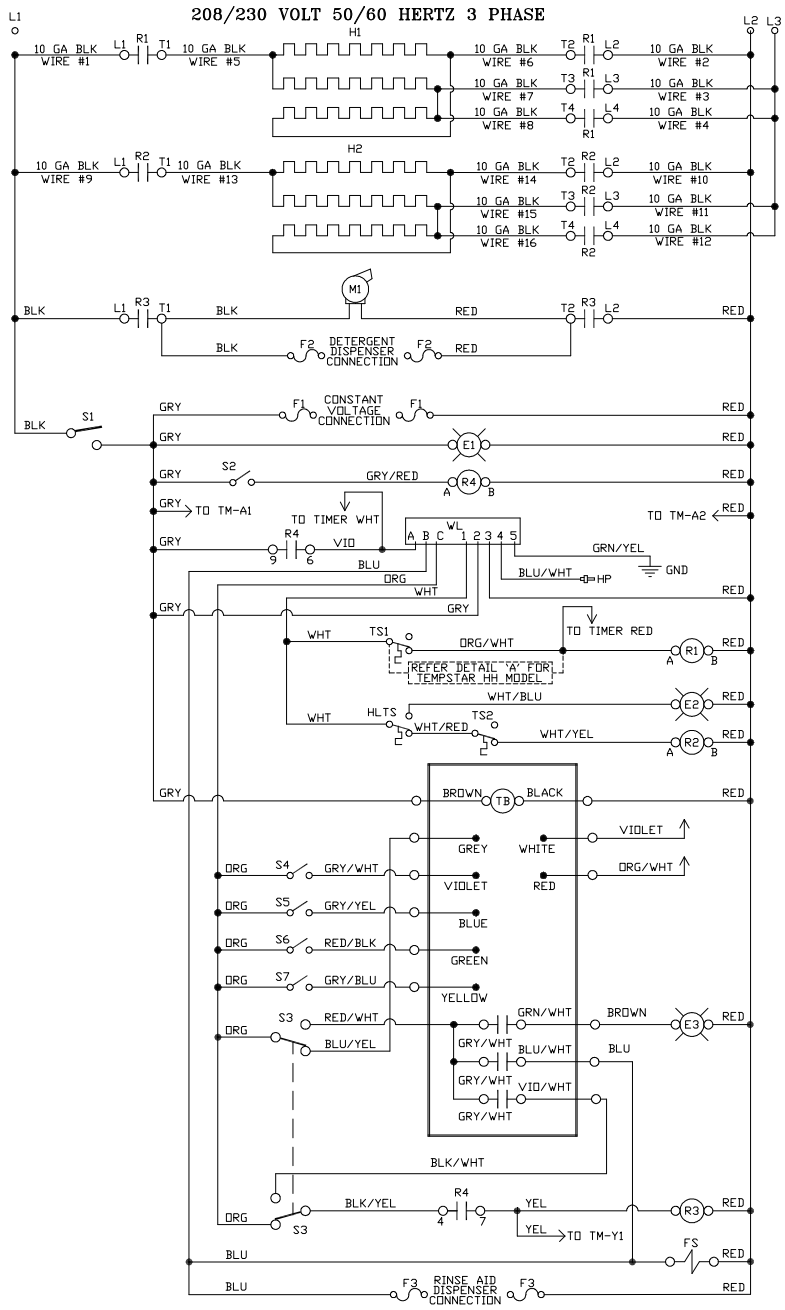 208/230 VOLT 50/60 HERTZ 3 PHASE
L1 L2 L3
H1
10 GA BLK L1 R1 T1 10 GA BLK 10 GA BLK T2 R1 L2 10 GA BLK
WIRE #1 WIRE #5 WIRE #6 WIRE #2
10 GA BLK T3 R1 L3 10 GA BLK
WIRE #7 WIRE #3
10 GA BLK T4 L4 10 GA BLK
WIRE #8 R1 WIRE #4
H2
10 GA BLK L1 R2 T1 10 GA BLK 10 GA BLK T2 R2 L2 10 GA BLK
WIRE #9 WIRE #13 WIRE #14 WIRE #10
10 GA BLK T3 R2 L3 10 GA BLK
WIRE #15 WIRE #11
10 GA BLK T4 L4 10 GA BLK
WIRE #16 R2 WIRE #12
M1
BLK L1 R3 T1 BLK RED T2 R3 L2 RED
BLK F2 DETERGENT DISPENSER CONNECTION F2 RED
GRY F1 CONSTANT VOLTAGE CONNECTION F1 RED
BLK S1
GRY E1 RED
GRY S2 GRY/RED A R4 B RED
GRY TO TM-A1 TO TM-A2 RED
TO TIMER WHT
WL
GRY 9 R4 6 VIO A B C 1 2 3 4 5
GRN/YEL
GND
BLU BLU/WHT HP
ORG
WHT RED
GRY GRY
TO TIMER RED
WHT TS1 ORG/WHT A R1 B RED
REFER DETAIL 'A' FOR
TEMPSTAR HH MODEL
WHT/BLU E2 RED
WHT HLTS WHT/RED TS2 WHT/YEL A R2 B RED
GRY BROWN TB BLACK RED
GREY WHITE VIOLET
ORG S4 GRY/WHT VIOLET RED ORG/WHT
ORG S5 GRY/YEL BLUE
ORG S6 RED/BLK GREEN
ORG S7 GRY/BLU YELLOW
S3 RED/WHT GRN/WHT BROWN E3 RED
GRY/WHT
ORG BLU/YEL BLU/WHT BLU
GRY/WHT
VIO/WHT
GRY/WHT
BLK/WHT
ORG S3 BLK/YEL 4 R4 7 YEL R3 RED
YEL TO TM-Y1
BLU FS RED
BLU F3 RINSE AID DISPENSER CONNECTION F3 RED